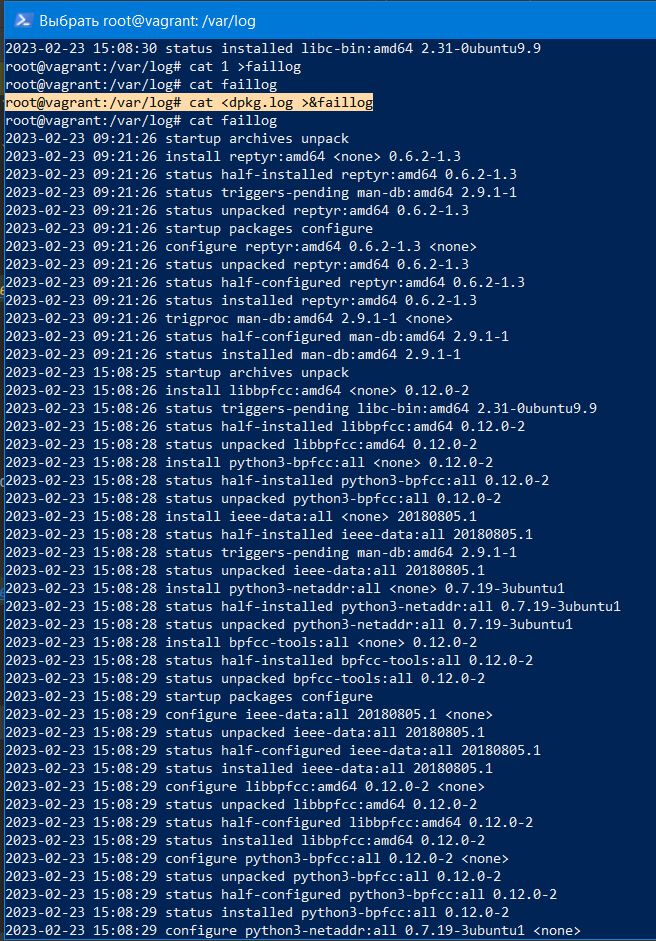 Выбрать root@vagrant: /var/log
2023-02-23 15:08:30 status installed libc-bin:amd64 2.31-0ubuntu9.9
root@vagrant:/var/log# cat 1 >faillog
root@vagrant:/var/log# cat faillog
root@vagrant:/var/log# cat <dpkg.log >&faillog
root@vagrant:/var/log# cat faillog
2023-02-23 09:21:26 startup archives unpack
2023-02-23 09:21:26 install reptyr:amd64 <none> 0.6.2-1.3
2023-02-23 09:21:26 status half-installed reptyr:amd64 0.6.2-1.3
2023-02-23 09:21:26 status triggers-pending man-db:amd64 2.9.1-1
2023-02-23 09:21:26 status unpacked reptyr:amd64 0.6.2-1.3
2023-02-23 09:21:26 startup packages configure
2023-02-23 09:21:26 configure reptyr:amd64 0.6.2-1.3 <none>
2023-02-23 09:21:26 status unpacked reptyr:amd64 0.6.2-1.3
2023-02-23 09:21:26 status half-configured reptyr:amd64 0.6.2-1.3
2023-02-23 09:21:26 status installed reptyr:amd64 0.6.2-1.3
2023-02-23 09:21:26 trigproc man-db:amd64 2.9.1-1 <none>
2023-02-23 09:21:26 status half-configured man-db:amd64 2.9.1-1
2023-02-23 09:21:26 status installed man-db:amd64 2.9.1-1
2023-02-23 15:08:25 startup archives unpack
2023-02-23 15:08:26 install libbpfcc:amd64 <none> 0.12.0-2
2023-02-23 15:08:26 status triggers-pending libc-bin:amd64 2.31-0ubuntu9.9
2023-02-23 15:08:26 status half-installed libbpfcc:amd64 0.12.0-2
2023-02-23 15:08:28 status unpacked libbpfcc:amd64 0.12.0-2
2023-02-23 15:08:28 install python3-bpfcc:all <none> 0.12.0-2
2023-02-23 15:08:28 status half-installed python3-bpfcc:all 0.12.0-2
2023-02-23 15:08:28 status unpacked python3-bpfcc:all 0.12.0-2
2023-02-23 15:08:28 install ieee-data:all <none> 20180805.1
2023-02-23 15:08:28 status half-installed ieee-data:all 20180805.1
2023-02-23 15:08:28 status triggers-pending man-db:amd64 2.9.1-1
2023-02-23 15:08:28 status unpacked ieee-data:all 20180805.1
2023-02-23 15:08:28 install python3-netaddr:all <none> 0.7.19-3ubuntu1
2023-02-23 15:08:28 status half-installed python3-netaddr:all 0.7.19-3ubuntu1
2023-02-23 15:08:28 status unpacked python3-netaddr:all 0.7.19-3ubuntu1
2023-02-23 15:08:28 install bpfcc-tools:all <none> 0.12.0-2
2023-02-23 15:08:28 status half-installed bpfcc-tools:all 0.12.0-2
2023-02-23 15:08:29 status unpacked bpfcc-tools:all 0.12.0-2
2023-02-23 15:08:29 startup packages configure
2023-02-23 15:08:29 configure ieee-data:all 20180805.1 <none>
2023-02-23 15:08:29 status unpacked ieee-data:all 20180805.1
2023-02-23 15:08:29 status half-configured ieee-data:all 20180805.1
2023-02-23 15:08:29 status installed ieee-data:all 20180805.1
2023-02-23 15:08:29 configure libbpfcc:amd64 0.12.0-2 <none>
2023-02-23 15:08:29 status unpacked libbpfcc:amd64 0.12.0-2
2023-02-23 15:08:29 status half-configured libbpfcc:amd64 0.12.0-2
2023-02-23 15:08:29 status installed libbpfcc:amd64 0.12.0-2
2023-02-23 15:08:29 configure python3-bpfcc:all 0.12.0-2 <none>
2023-02-23 15:08:29 status unpacked python3-bpfcc:all 0.12.0-2
2023-02-23 15:08:29 status half-configured python3-bpfcc:all 0.12.0-2
2023-02-23 15:08:29 status installed python3-bpfcc:all 0.12.0-2
2023-02-23 15:08:29 configure python3-netaddr:all 0.7.19-3ubuntu1 <none>